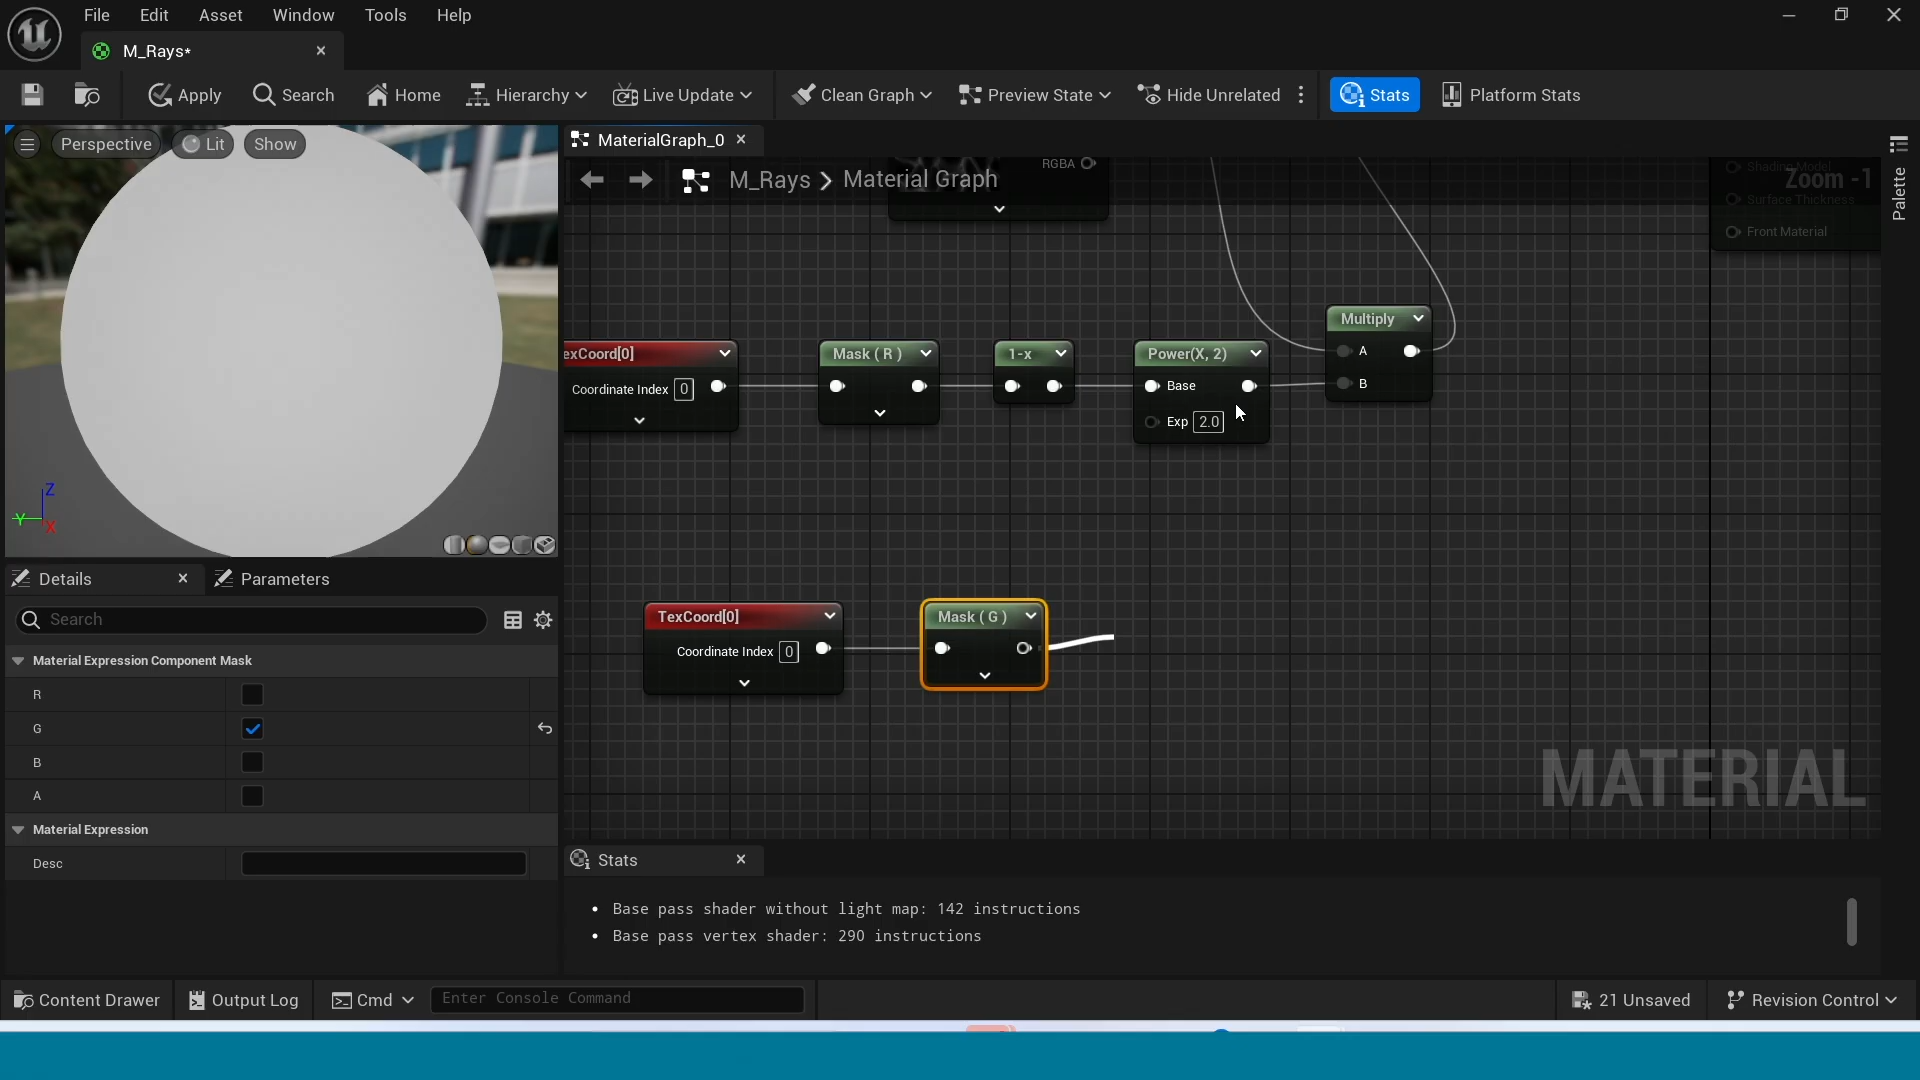 File Edit Asset Window Tools Help
M_Rays*
Apply Search Home Hierarchy Live Update Clean Graph Preview State Hide Unrelated Stats Platform Stats
Perspective Lit Show
MaterialGraph_0
M_Rays Material Graph
Zoom -1
Palette
RGBA
Shading Model
Surface Thickness
Front Material
Multiply
A
B
exCoord[0]
Coordinate Index 0
Mask ( R )
1-x
Power(X, 2)
Base
Exp 2.0
TexCoord[0]
Coordinate Index 0
Mask ( G )
MATERIAL
Z
Y
X
Details Parameters
Search
Material Expression Component Mask
R
G
B
A
Material Expression
Desc
Stats
• Base pass shader without light map: 142 instructions
• Base pass vertex shader: 290 instructions
Content Drawer Output Log Cmd Enter Console Command 21 Unsaved Revision Control